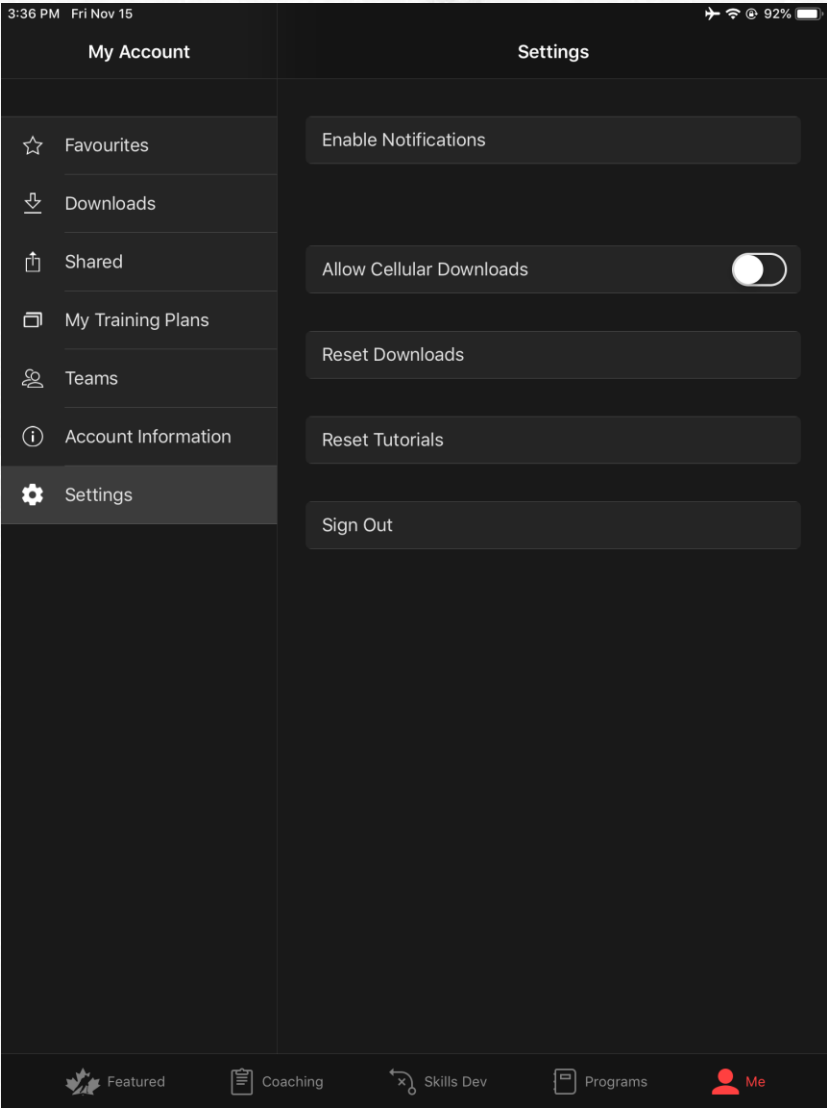 3:36 PM Fri Nov 15 92%
My Account
Settings
Favourites
Downloads
Shared
My Training Plans
Teams
Account Information
Settings
Enable Notifications
Allow Cellular Downloads
Reset Downloads
Reset Tutorials
Sign Out
Featured Coaching Skills Dev Programs Me